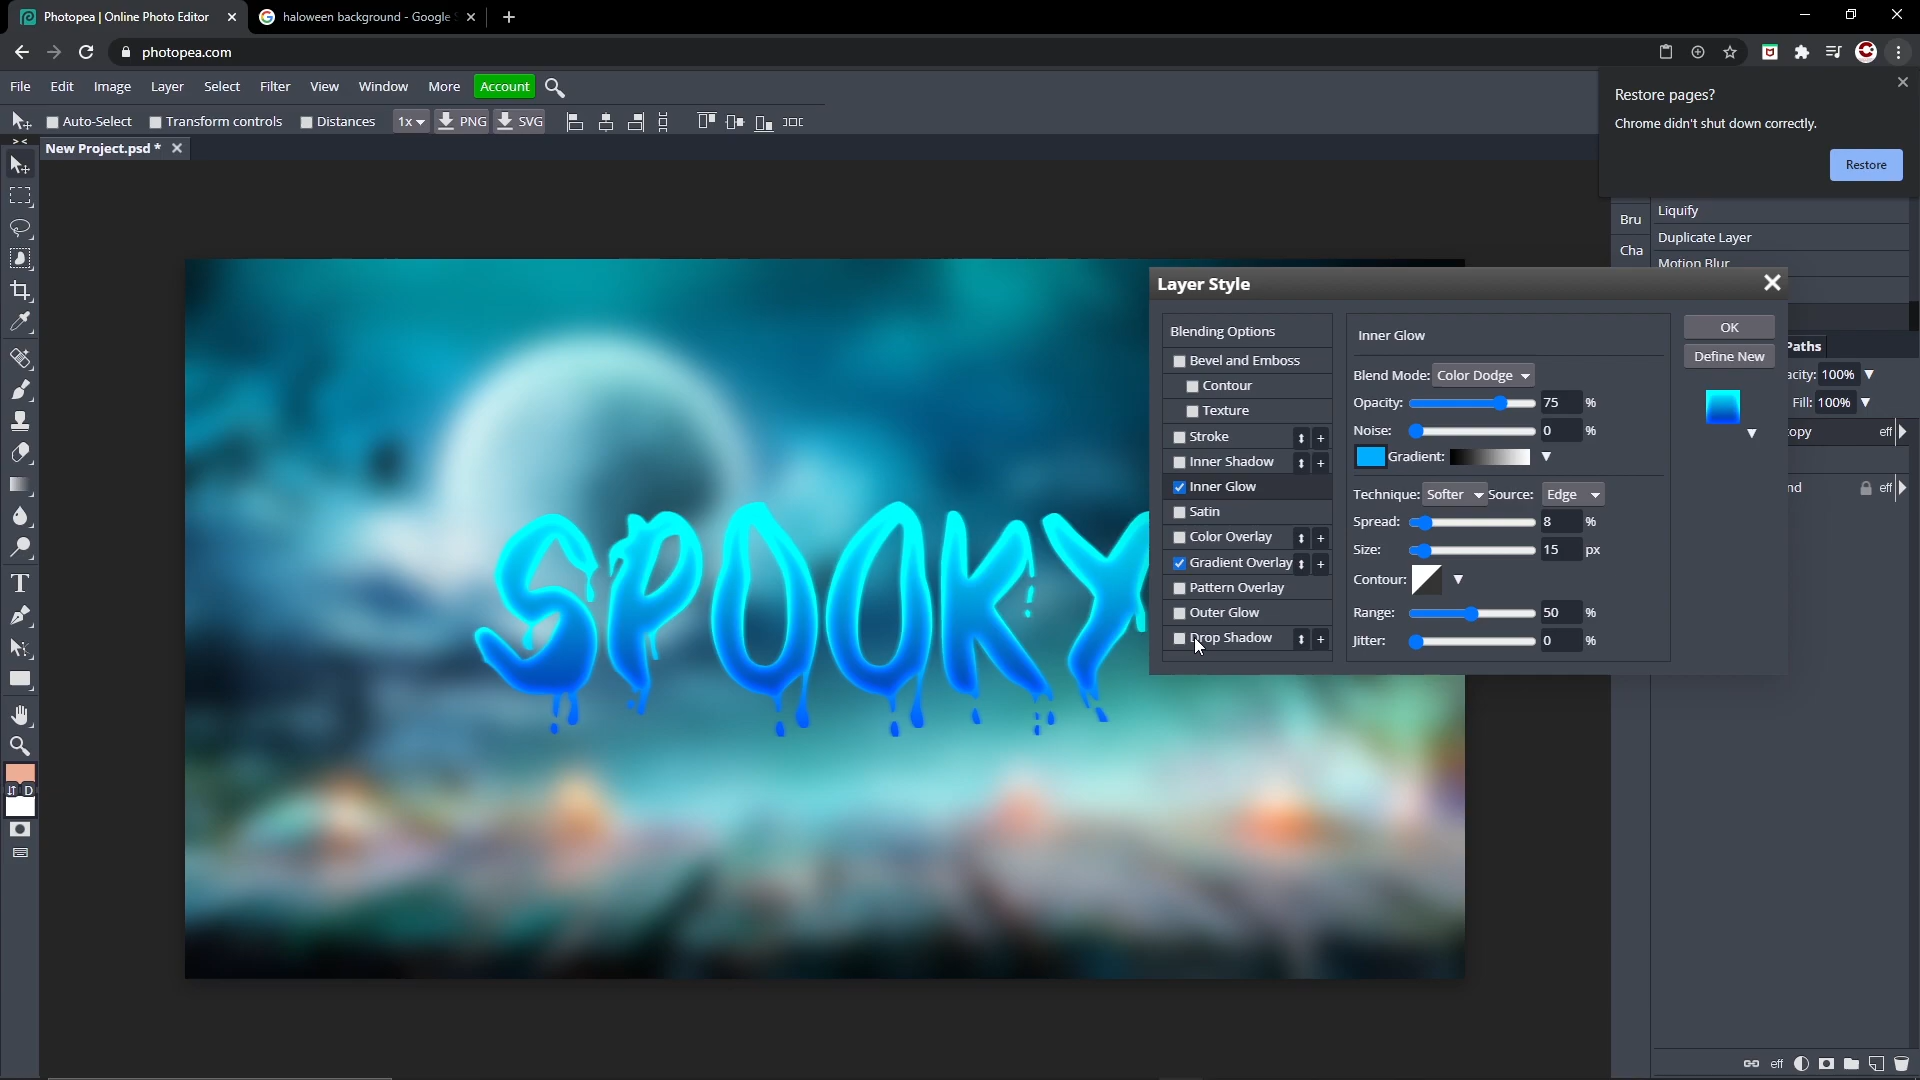 Photopea | Online Photo Editor
haloween background - Google
photopea.com
File Edit Image Layer Select Filter View Window More Account
Auto-Select Transform controls Distances 1x PNG SVG
New Project.psd *
Restore pages?
Chrome didn't shut down correctly.
Restore
Bru
Cha
Liquify
Duplicate Layer
Motion Blur
Layer Style
Blending Options
Bevel and Emboss
Contour
Texture
Stroke
Inner Shadow
Inner Glow
Satin
Color Overlay
Gradient Overlay
Pattern Overlay
Outer Glow
Drop Shadow
Inner Glow
Blend Mode: Color Dodge
Opacity: 75 %
Noise: 0 %
Gradient:
Technique: Softer Source: Edge
Spread: 8 %
Size: 15 px
Contour:
Range: 50 %
Jitter: 0 %
OK
Define New
Paths
acity: 100%
Fill: 100%
opy eff
nd eff
SPOOKY
T
D
eff